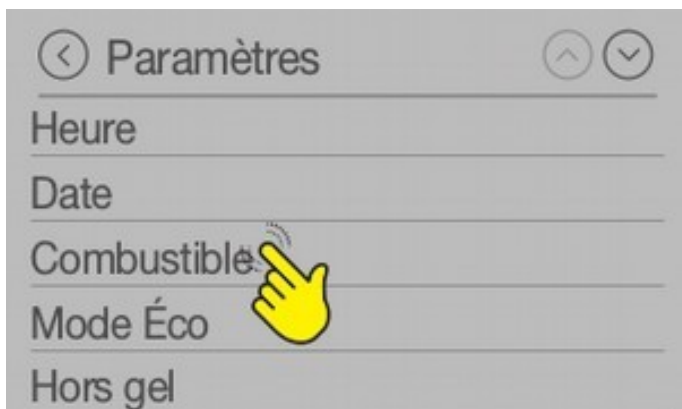 Paramètres
Heure
Date
Combustible
Mode Éco
Hors gel